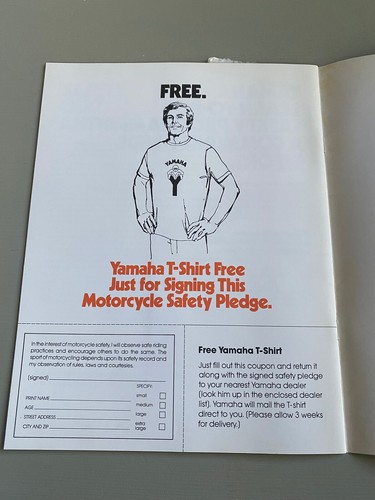 FREE.
YAMAHA
Yamaha T-Shirt Free
Just for Signing This
Motorcycle Safety Pledge.
In the interest of motorcycle safety, I will observe safe riding
practices and encourage others to do the same. The
sport of motorcycling depends upon its safety record and
my observation of rules, laws and courtesies.
(signed)
SPECIFY:
PRINT NAME
small
AGE
medium
STREET ADDRESS
large
CITY AND ZIP
extra
large
Free Yamaha T-Shirt
Just fill out this coupon and return it
along with the signed safety pledge
to your nearest Yamaha dealer
(look him up in the enclosed dealer
list). Yamaha will mail the T-shirt
direct to you. (Please allow 3 weeks
for delivery.)